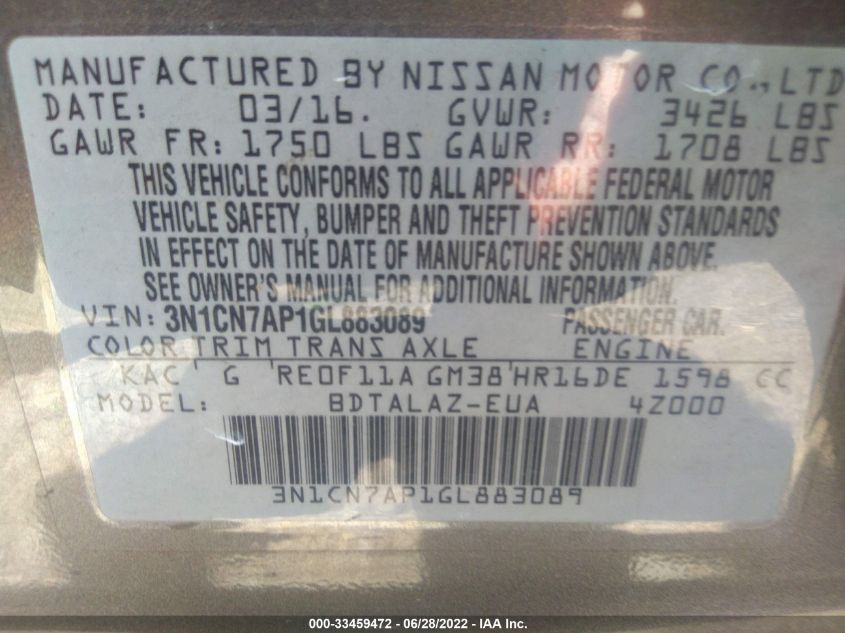 MANUFACTURED BY NISSAN MOTOR CO., LTD
DATE: 03/16. GVWR: 3426 LBS
GAWR FR: 1750 LBS GAWR RR: 1708 LBS
THIS VEHICLE CONFORMS TO ALL APPLICABLE FEDERAL MOTOR
VEHICLE SAFETY, BUMPER AND THEFT PREVENTION STANDARDS
IN EFFECT ON THE DATE OF MANUFACTURE SHOWN ABOVE.
SEE OWNER'S MANUAL FOR ADDITIONAL INFORMATION.
VIN: 3N1CN7AP1GL883089 PASSENGER CAR.
COLOR TRIM TRANS AXLE ENGINE
KAC G RE0F11A GM38 HR16DE 1598 CC
MODEL: BDTALAZ-EUA 4Z000
3N1CN7AP1GL883089
000-33459472 - 06/28/2022 - IAA Inc.